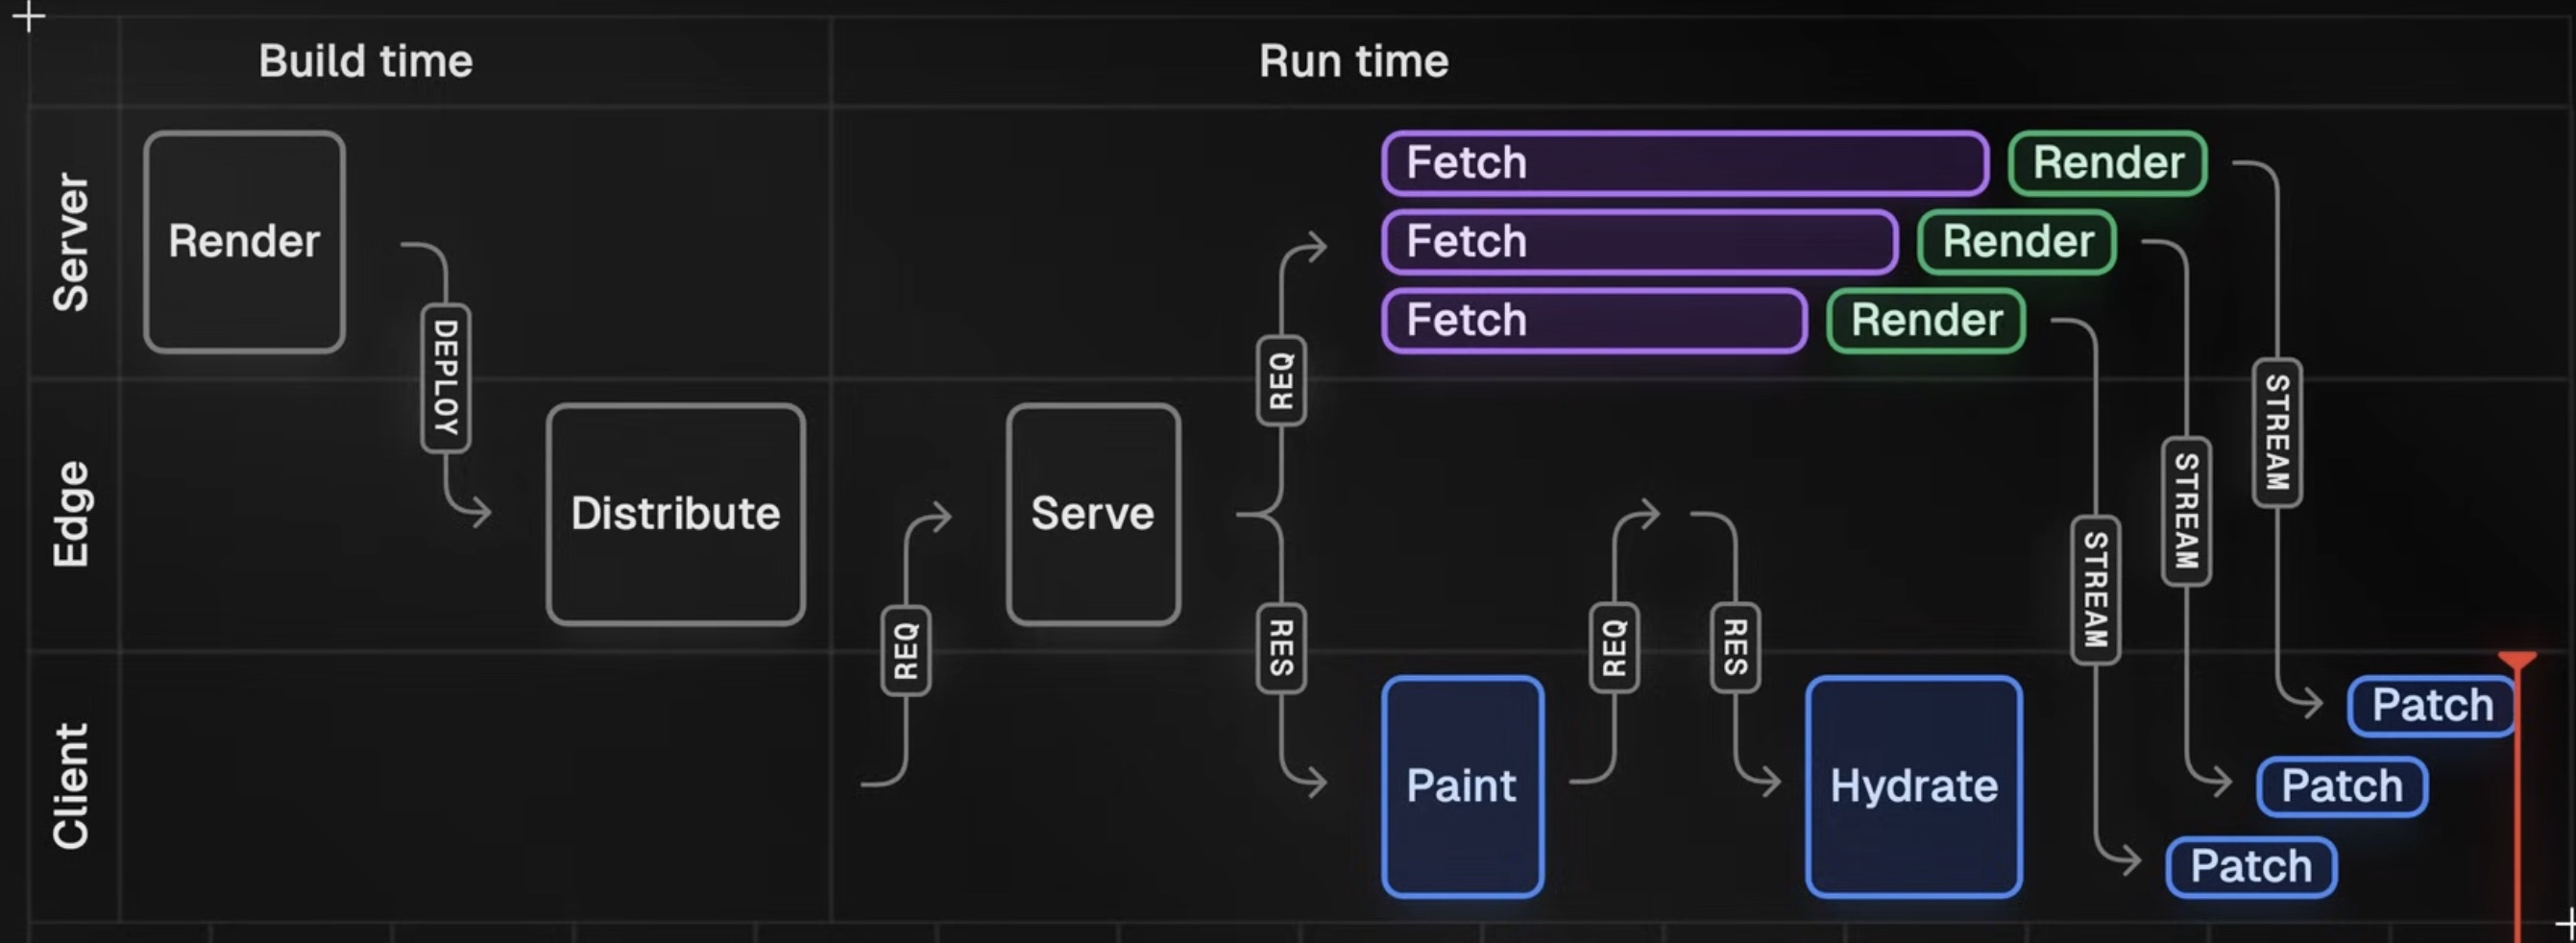 Build time
Run time
Server
Render
DEPLOY
REQ
Fetch
Render
Fetch
Render
Fetch
Render
STREAM
STREAM
STREAM
Edge
Distribute
REQ
Serve
RES
REQ
RES
Client
Paint
Hydrate
Patch
Patch
Patch